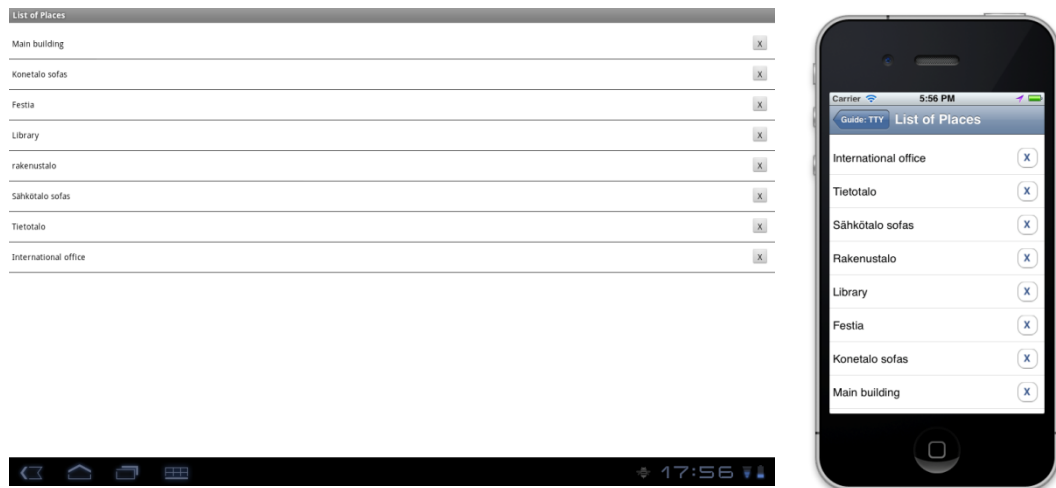 List of Places
Main building X
Konetalo sofas X
Festia X
Library X
rakenustalo X
Sähkötalo sofas X
Tietotalo X
International office X
17:56
Carrier 5:56 PM
Guide: TTY List of Places
International office X
Tietotalo X
Sähkötalo sofas X
Rakenustalo X
Library X
Festia X
Konetalo sofas X
Main building X